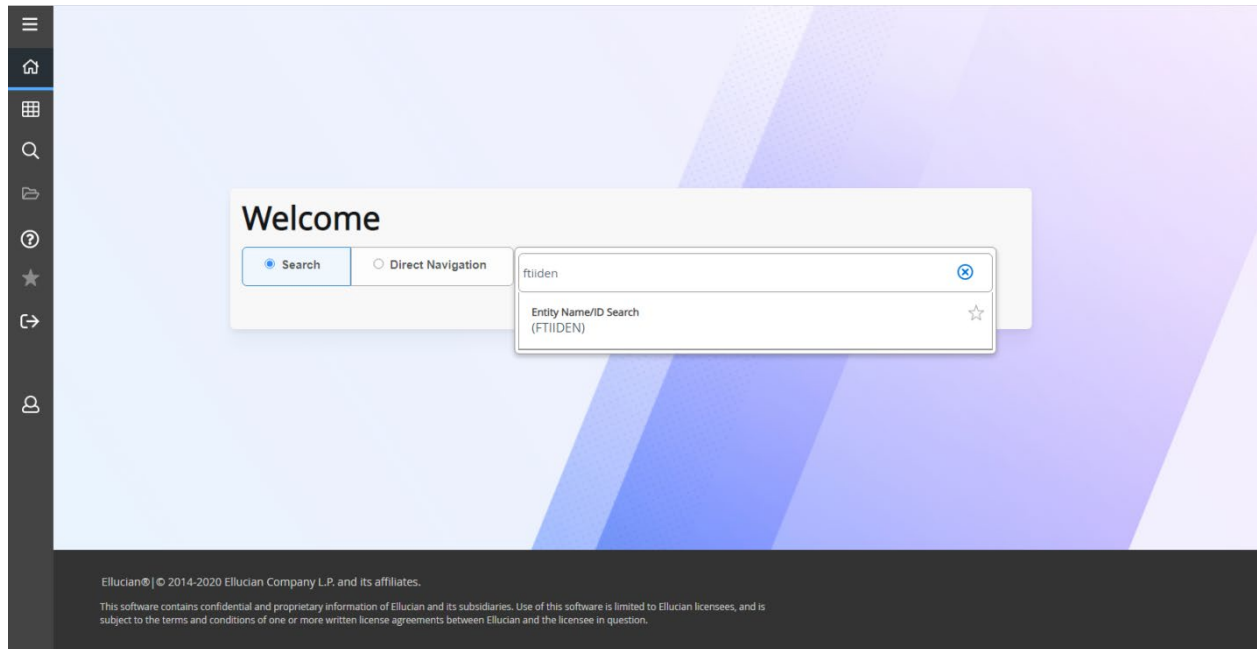 Welcome
Search
Direct Navigation
ftiiden
Entity Name/ID Search
(FTIIDEN)
Ellucian®|© 2014-2020 Ellucian Company L.P. and its affiliates.
This software contains confidential and proprietary information of Ellucian and its subsidiaries. Use of this software is limited to Ellucian licensees, and is
subject to the terms and conditions of one or more written license agreements between Ellucian and the licensee in question.